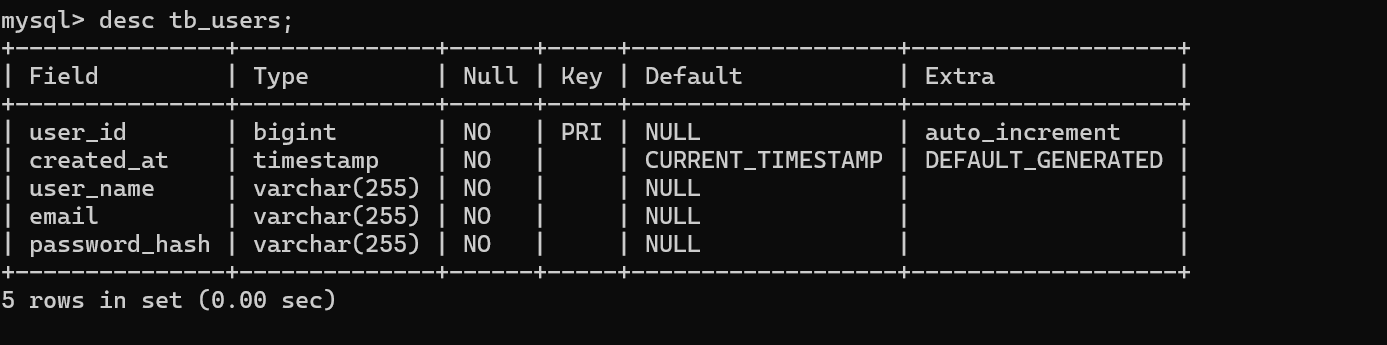 mysql> desc tb_users;
+---------------+--------------+------+-----+-------------------+-------------------+
| Field         | Type         | Null | Key | Default           | Extra             |
+---------------+--------------+------+-----+-------------------+-------------------+
| user_id       | bigint       | NO   | PRI | NULL              | auto_increment    |
| created_at    | timestamp    | NO   |     | CURRENT_TIMESTAMP | DEFAULT_GENERATED |
| user_name     | varchar(255) | NO   |     | NULL              |                   |
| email         | varchar(255) | NO   |     | NULL              |                   |
| password_hash | varchar(255) | NO   |     | NULL              |                   |
+---------------+--------------+------+-----+-------------------+-------------------+
5 rows in set (0.00 sec)